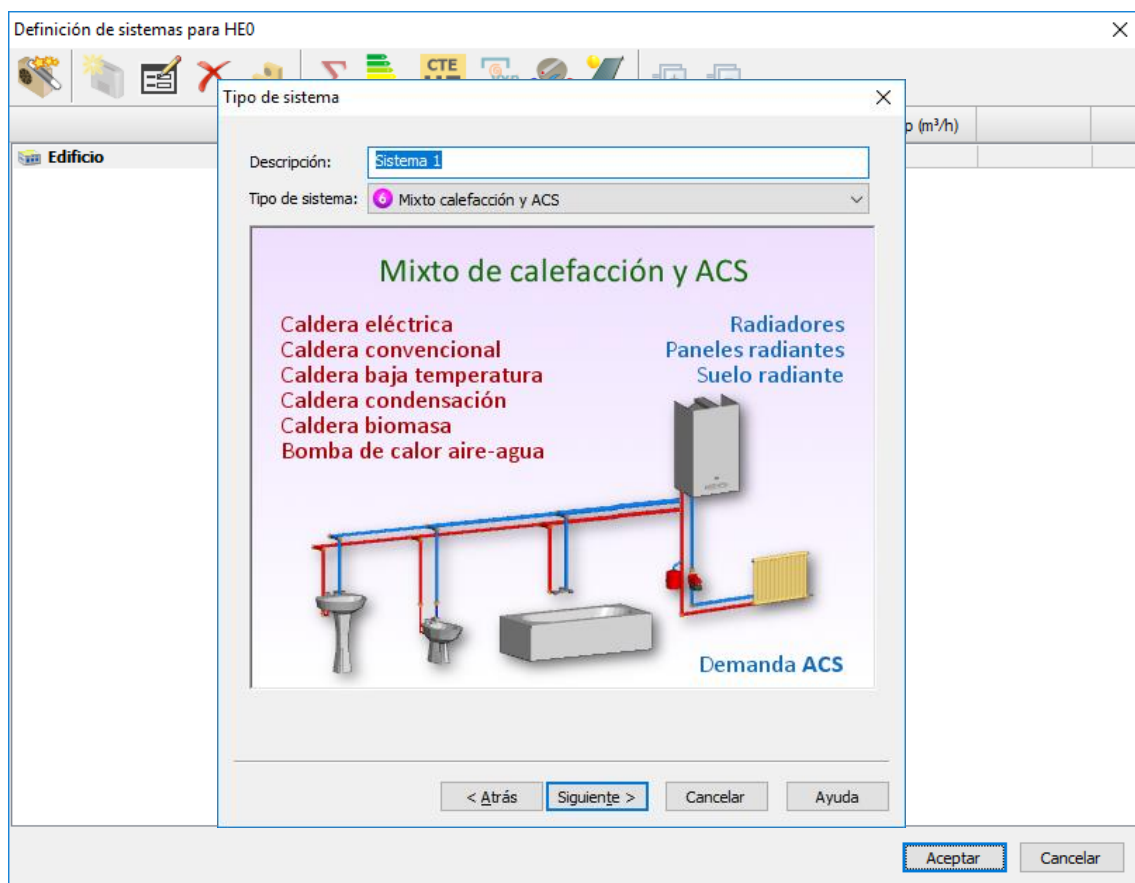 Definición de sistemas para HE0
CTE
Tipo de sistema
p (m³/h)
Edificio
Descripción:
Sistema 1
Tipo de sistema:
6 Mixto calefacción y ACS
Mixto de calefacción y ACS
Caldera eléctrica
Caldera convencional
Caldera baja temperatura
Caldera condensación
Caldera biomasa
Bomba de calor aire-agua
Radiadores
Paneles radiantes
Suelo radiante
Demanda ACS
< Atrás
Siguiente >
Cancelar
Ayuda
Aceptar
Cancelar